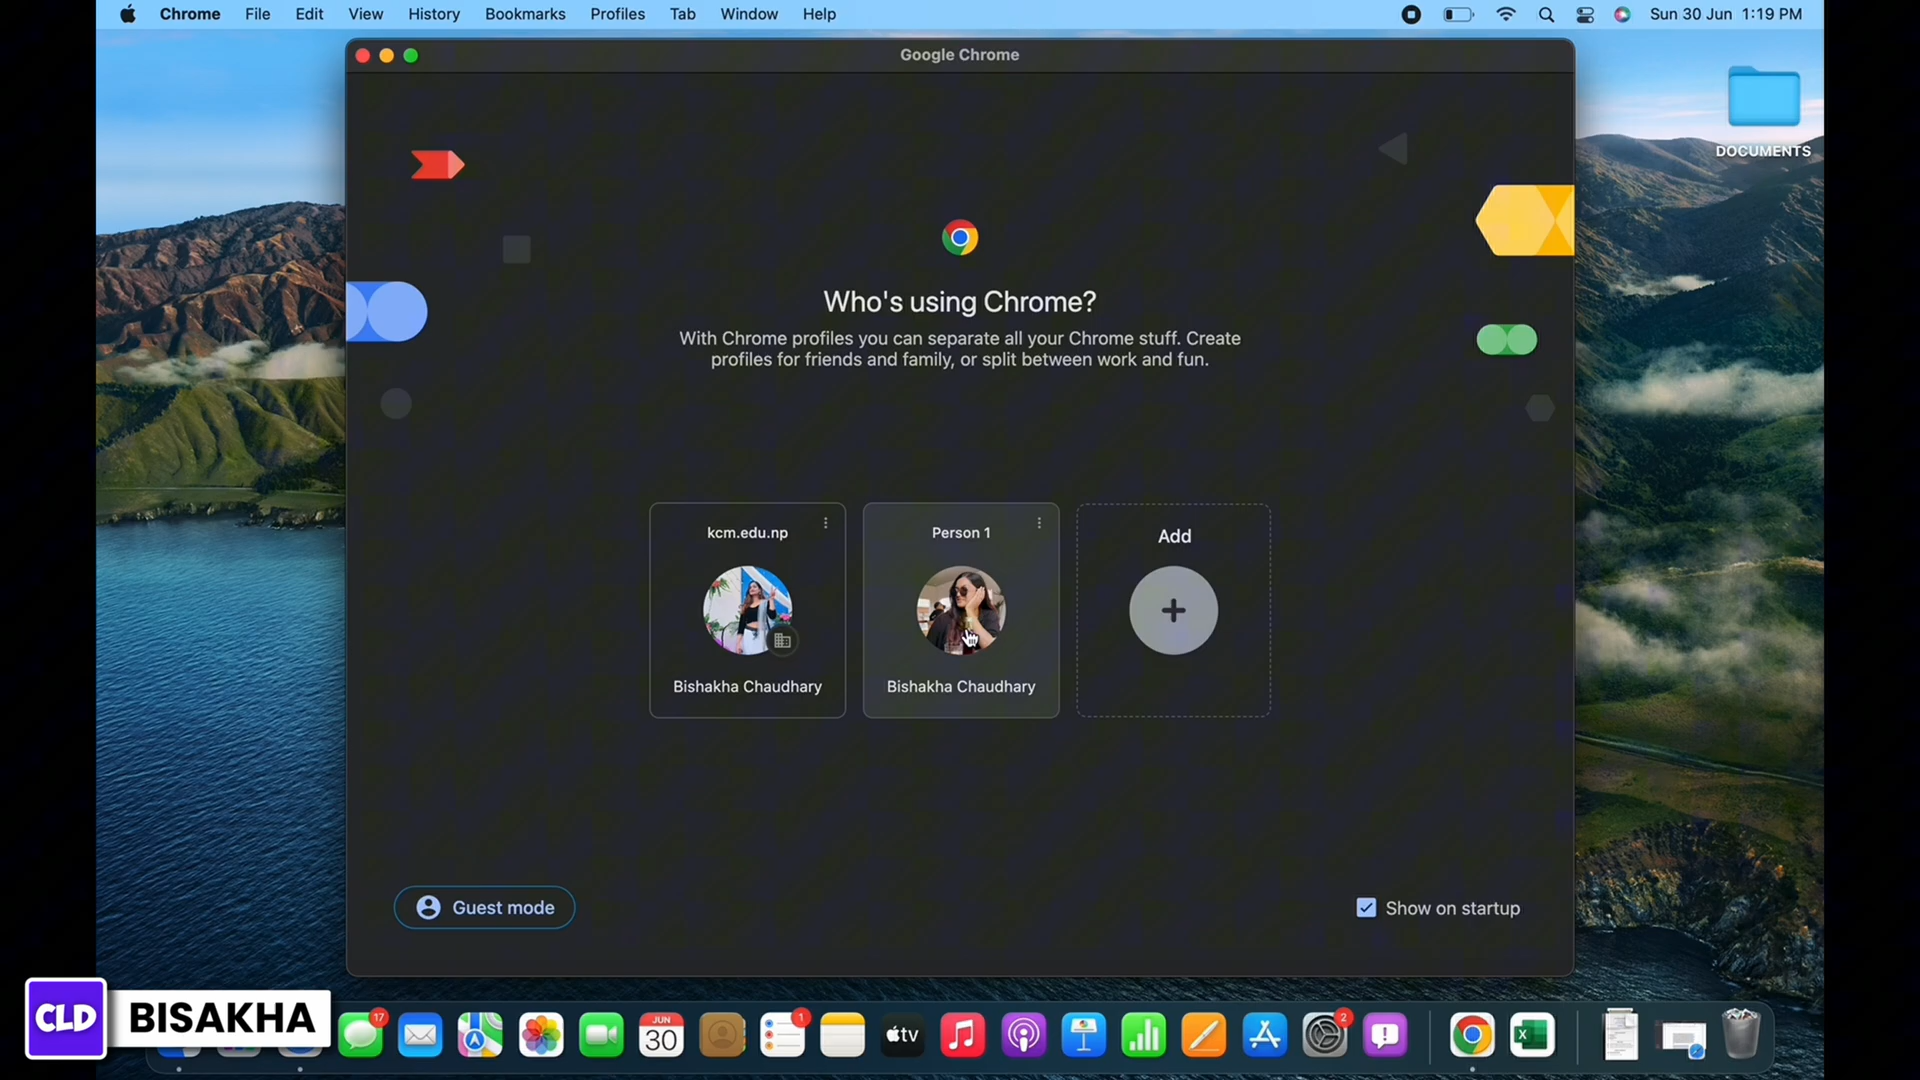 Chrome File Edit View History Bookmarks Profiles Tab Window Help Sun 30 Jun 1:19 PM
Google Chrome
DOCUMENTS
Who's using Chrome?
With Chrome profiles you can separate all your Chrome stuff. Create
profiles for friends and family, or split between work and fun.
kcm.edu.np
Bishakha Chaudhary
Person 1
Bishakha Chaudhary
Add
Guest mode
Show on startup
CLD BISAKHA
17
JUN
30
1
tv
2
X